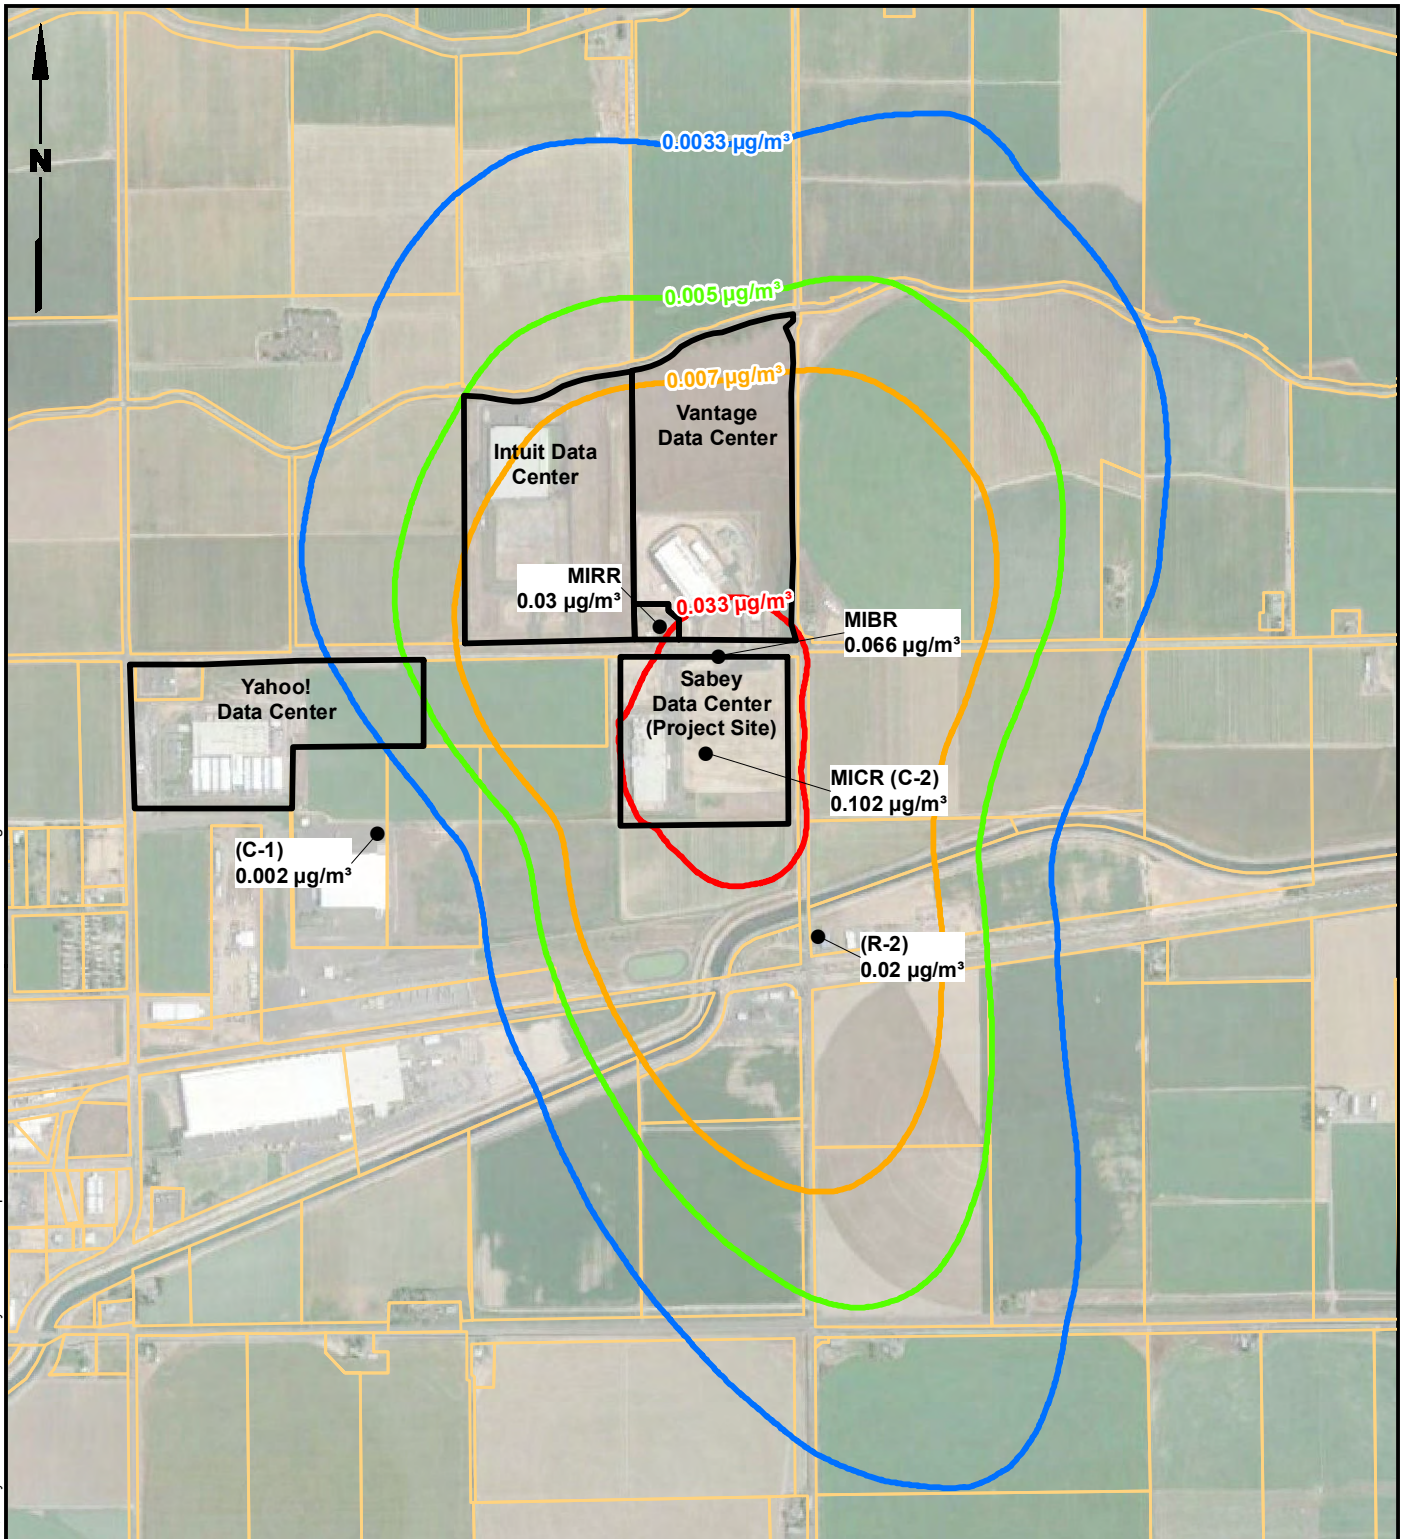 N
0.0033 µg/m³
0.005 µg/m³
0.007 µg/m³
Vantage
Data Center
Intuit Data
Center
MIRR
0.03 µg/m³
0.033 µg/m³
MIBR
0.066 µg/m³
Yahoo!
Data Center
Sabey
Data Center
(Project Site)
MICR (C-2)
0.102 µg/m³
(C-1)
0.002 µg/m³
(R-2)
0.02 µg/m³